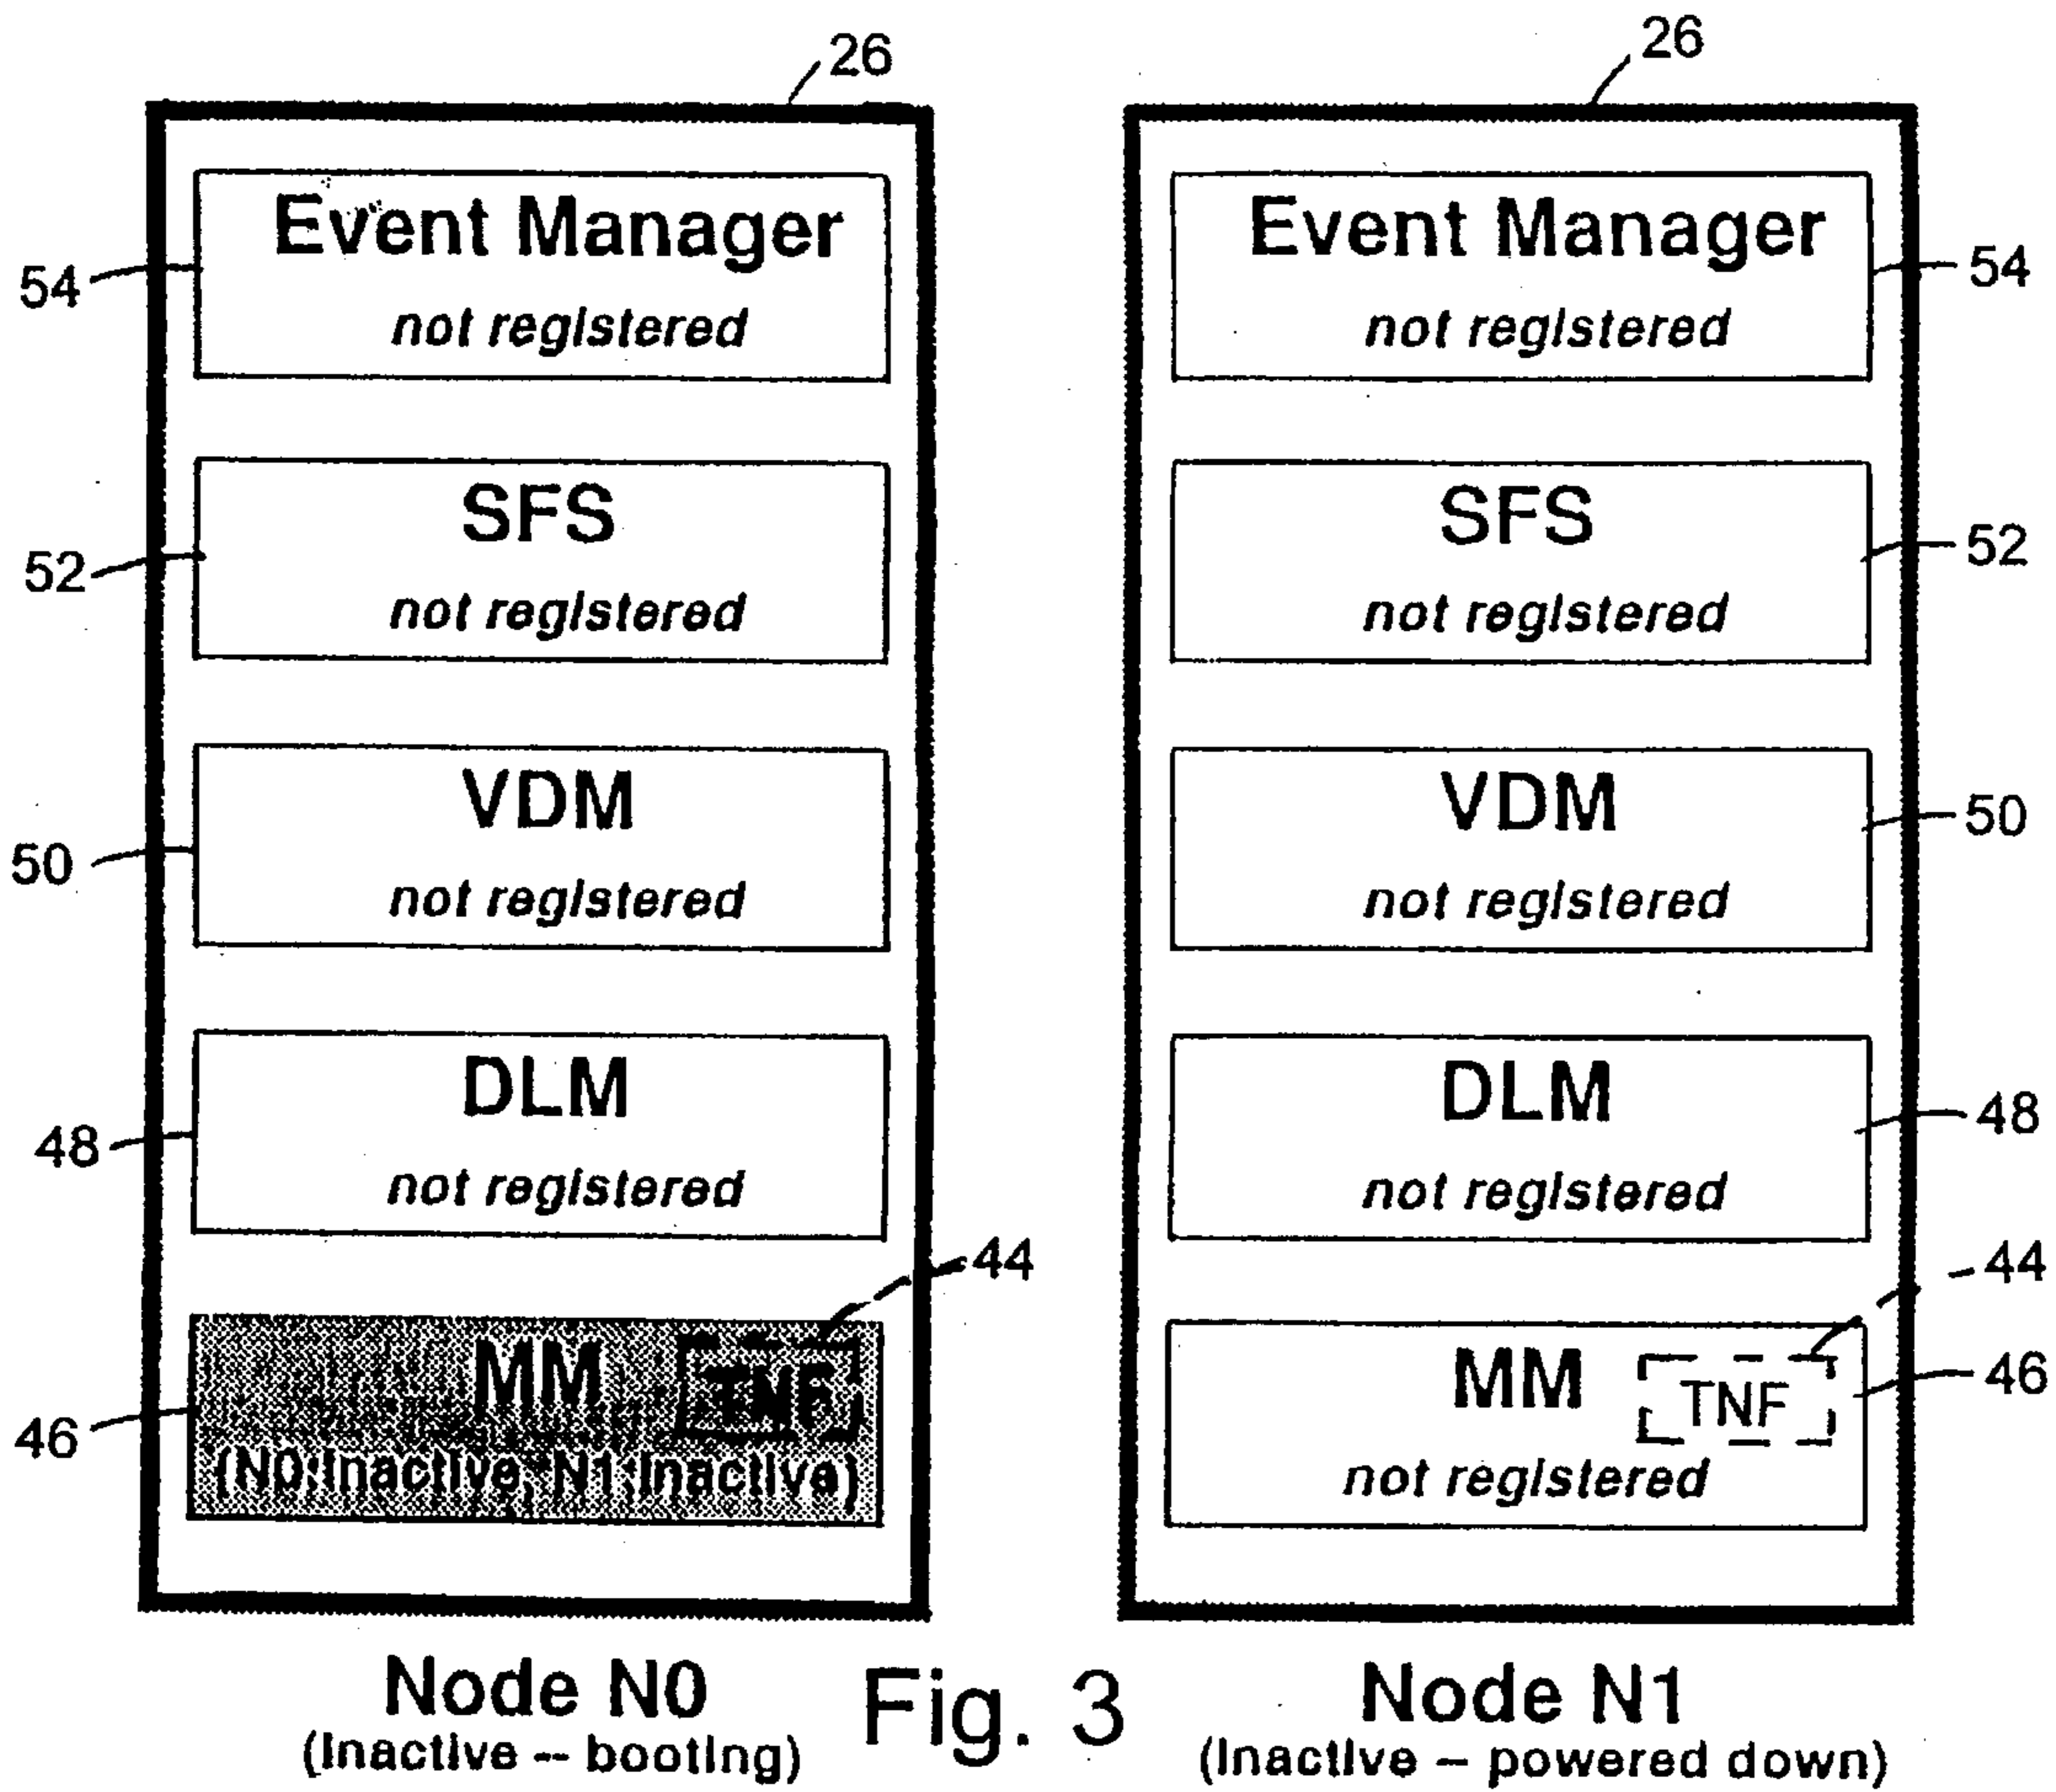 26
Event Manager
not registered
54
SFS
not registered
52
VDM
not registered
50
DLM
not registered
48
44
MM TNF
(N0:Inactive, N1:Inactive)
46
Node N0
(Inactive -- booting)
26
Event Manager
not registered
54
SFS
not registered
52
VDM
not registered
50
DLM
not registered
48
44
MM TNF
not registered
46
Node N1
(Inactive – powered down)
Fig. 3